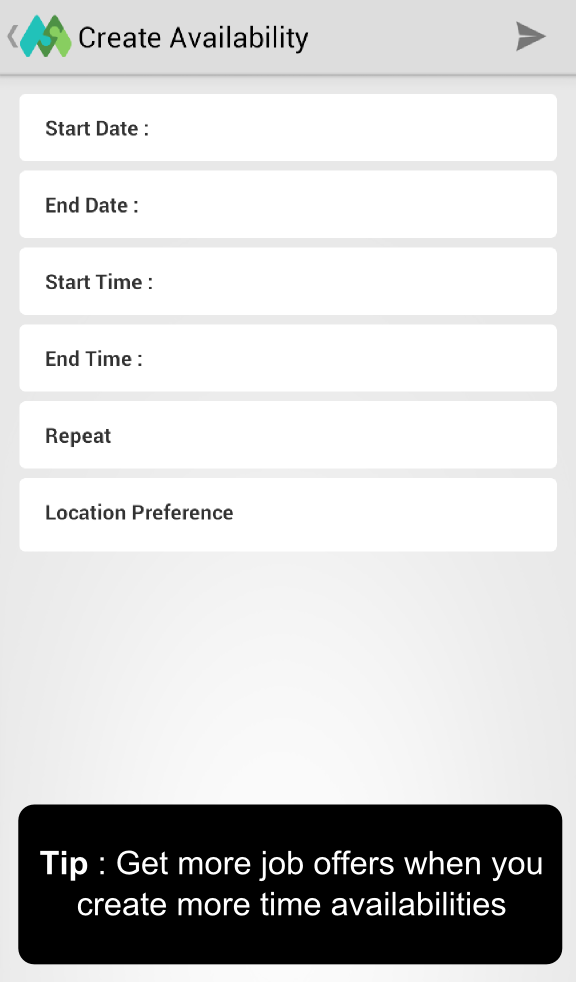 Create Availability
Start Date :
End Date :
Start Time :
End Time :
Repeat
Location Preference
Tip : Get more job offers when you
create more time availabilities